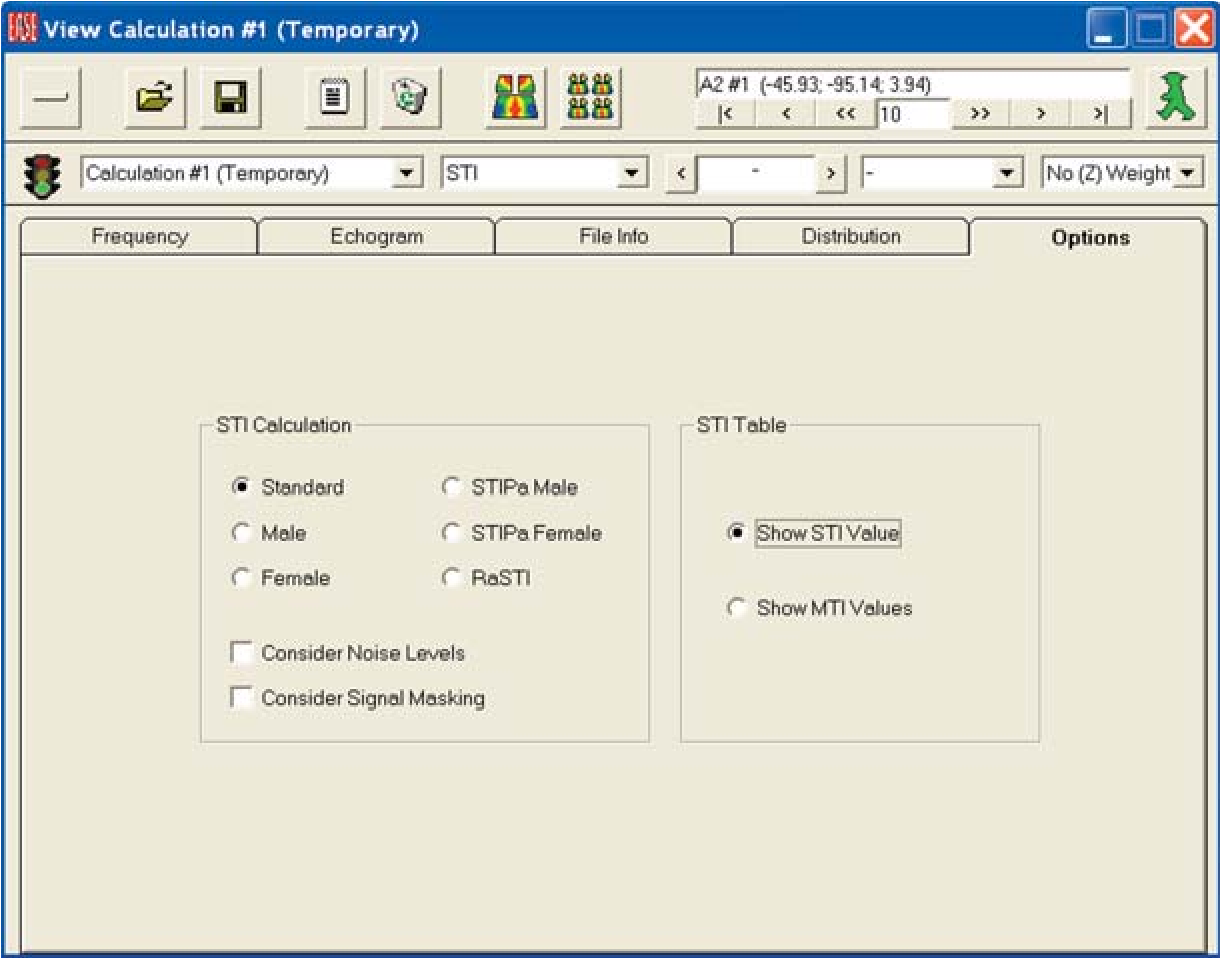 EASE View Calculation #1 (Temporary)
A2 #1 (-45.93; -95.14; 3.94)
|< < << 10 >> > >|
Calculation #1 (Temporary) STI < - > - No (Z) Weight
Frequency Echogram File Info Distribution Options
STI Calculation
Standard STIPa Male
Male STIPa Female
Female RaSTI
Consider Noise Levels
Consider Signal Masking
STI Table
Show STI Value
Show MTI Values